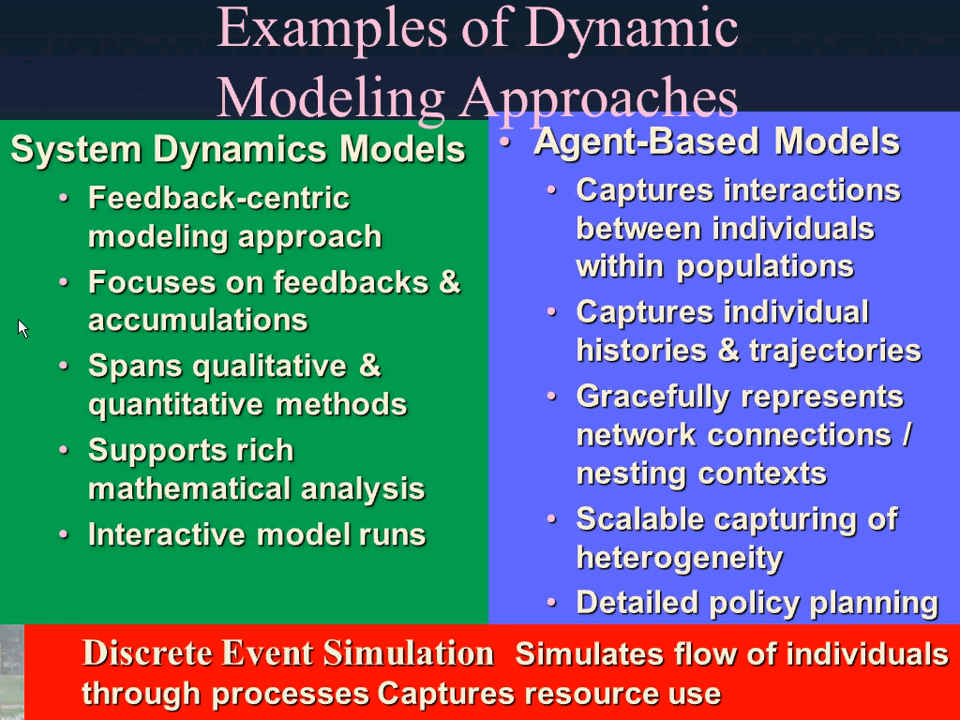 Examples of Dynamic
Modeling Approaches
System Dynamics Models
• Feedback-centric
modeling approach
• Focuses on feedbacks &
accumulations
• Spans qualitative &
quantitative methods
• Supports rich
mathematical analysis
• Interactive model runs
• Agent-Based Models
• Captures interactions
between individuals
within populations
• Captures individual
histories & trajectories
• Gracefully represents
network connections /
nesting contexts
• Scalable capturing of
heterogeneity
• Detailed policy planning
Discrete Event Simulation Simulates flow of individuals
through processes Captures resource use